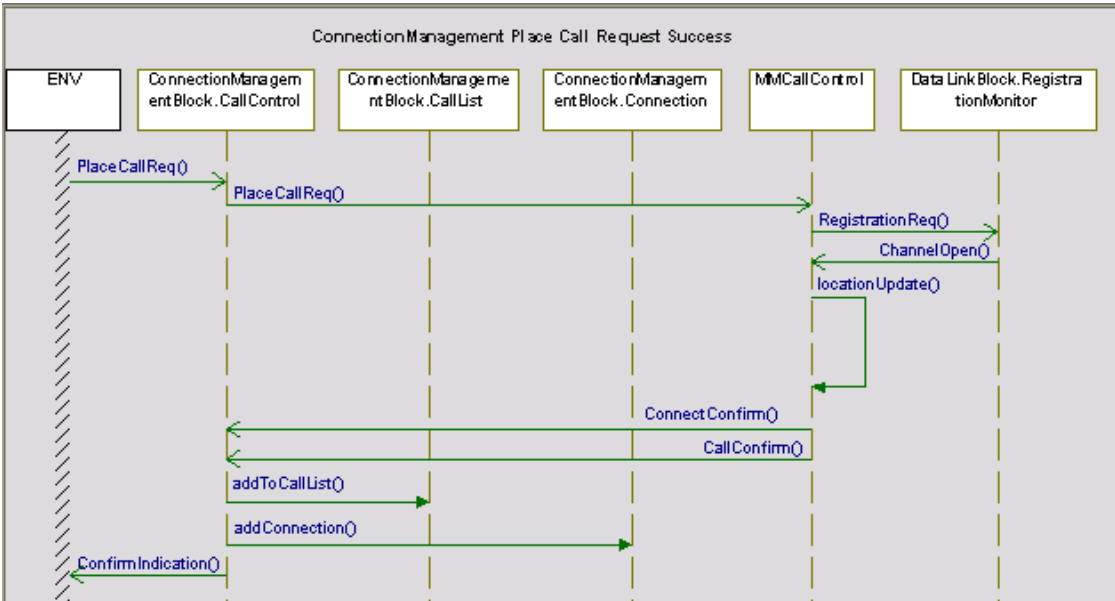 ConnectionManagement Place Call Request Success
ENV
ConnectionManagem
entBlock.CallControl
ConnectionManageme
ntBlock.CallList
ConnectionManagem
entBlock.Connection
MMCallControl
DataLinkBlock.Registra
tionMonitor
PlaceCallReq()
PlaceCallReq()
RegistrationReq()
ChannelOpen()
locationUpdate()
ConnectConfirm()
CallConfirm()
addToCallList()
addConnection()
ConfirmIndication()